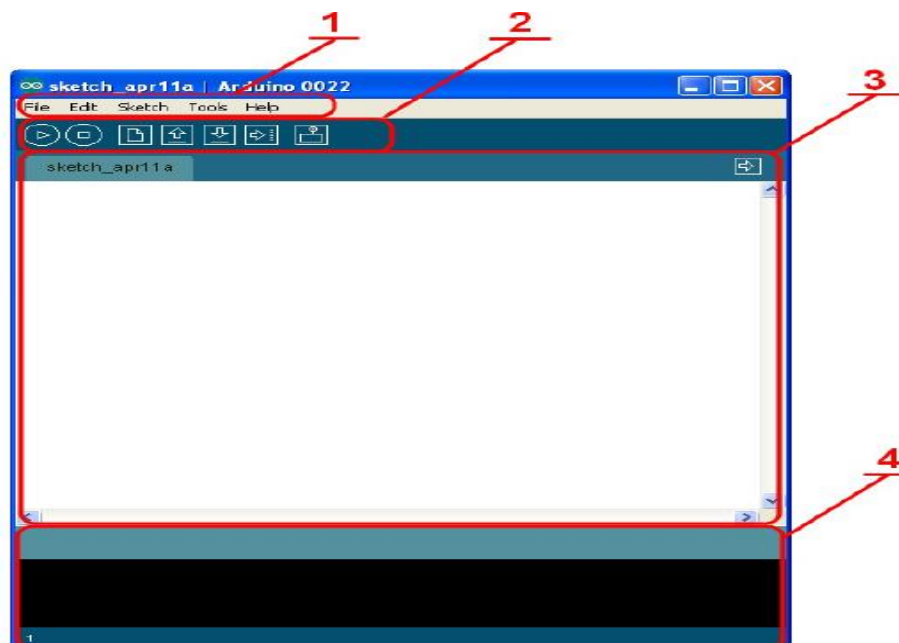 1
2
3
sketch_apr11a | Arduino 0022
File Edit Sketch Tools Help
sketch_apr11a
4
1